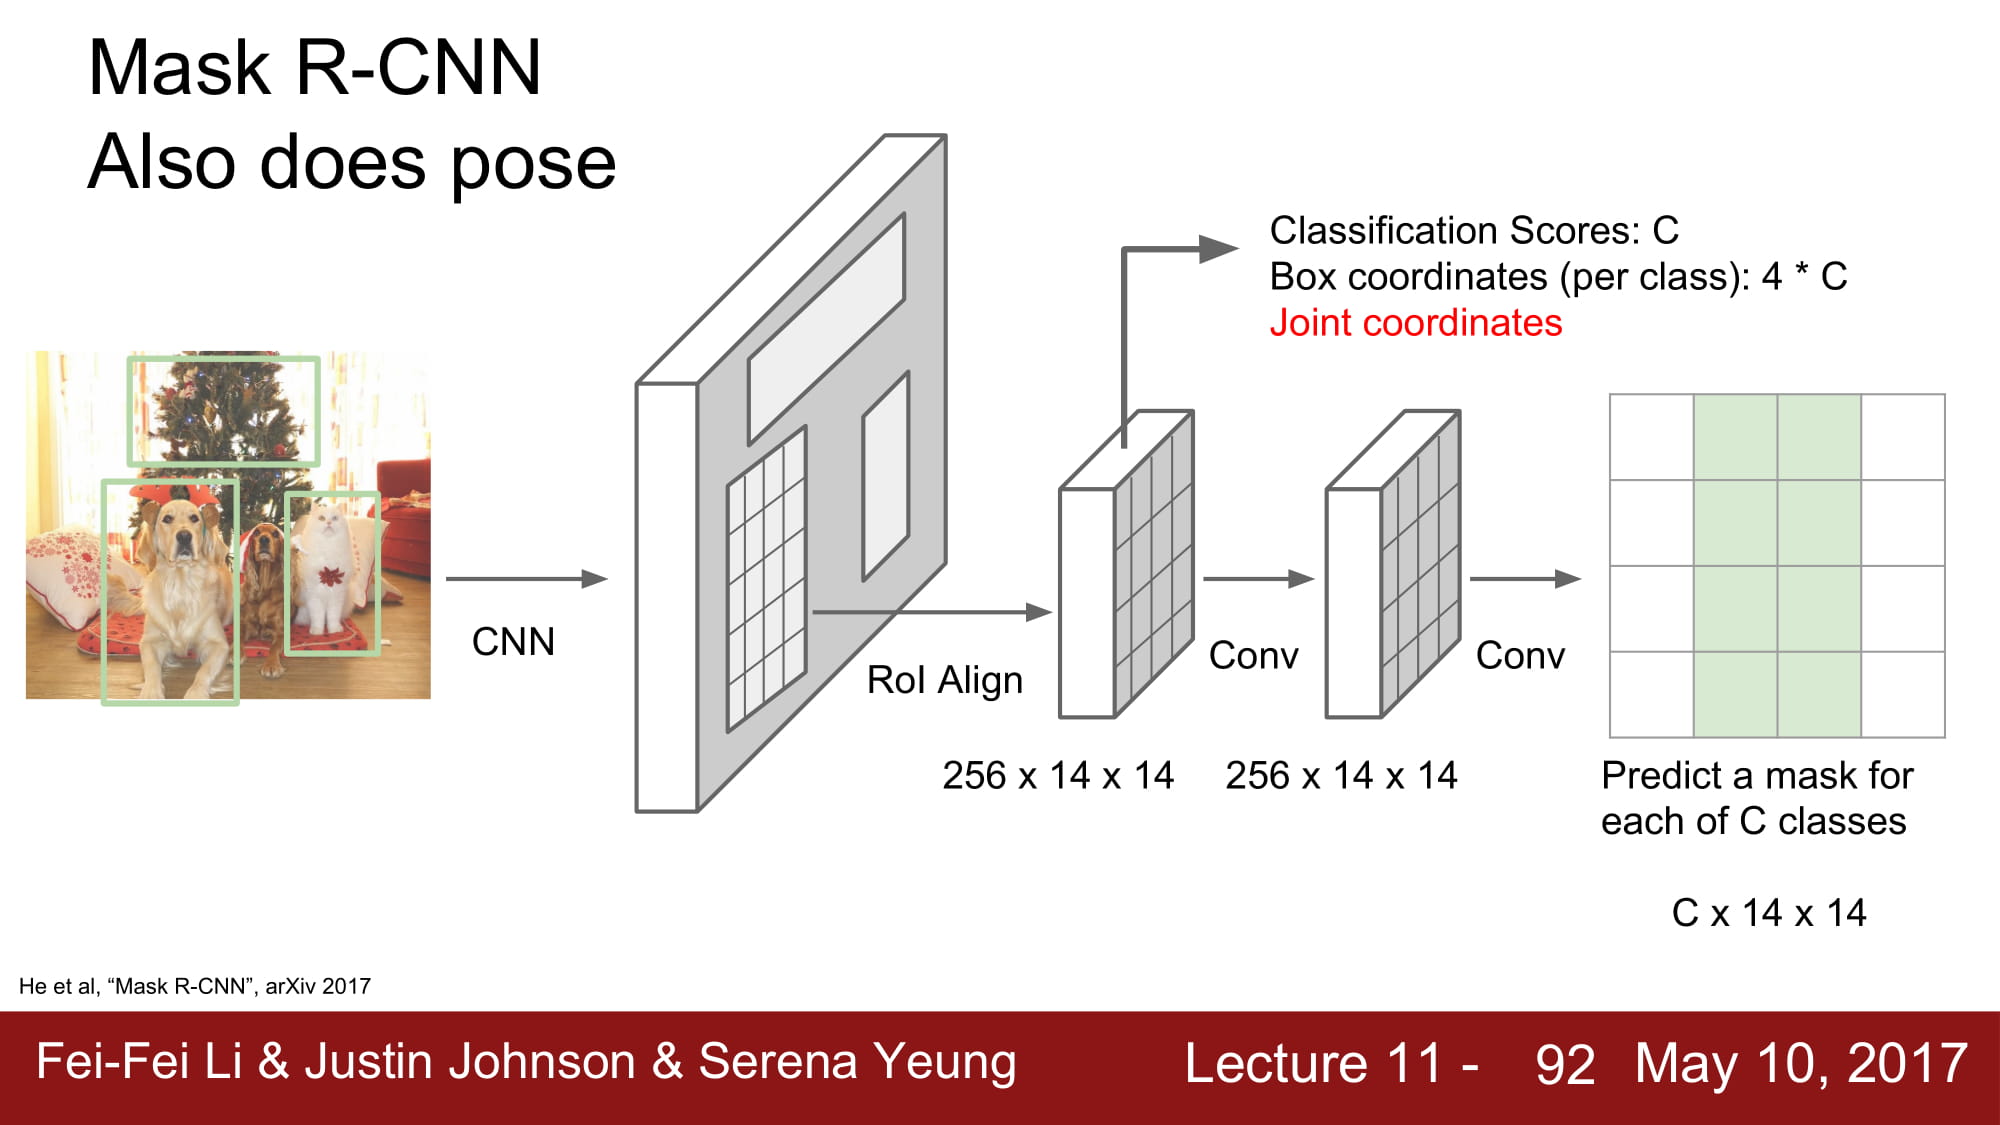 Mask R-CNN
Also does pose
Classification Scores: C
Box coordinates (per class): 4 * C
Joint coordinates
CNN
RoI Align
Conv
Conv
256 x 14 x 14
256 x 14 x 14
Predict a mask for
each of C classes
C x 14 x 14
He et al, “Mask R-CNN”, arXiv 2017
Fei-Fei Li & Justin Johnson & Serena Yeung
Lecture 11 - 92 May 10, 2017